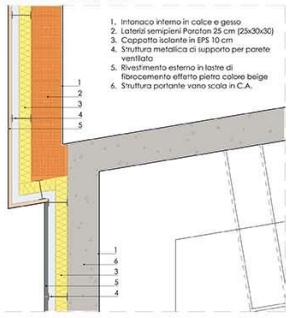 1. Intonaco interno in calce e gesso
2. Laterizi semipieni Poroton 25 cm (25x30x30)
3. Cappotto isolante in EPS 10 cm
4. Struttura metallica di supporto per parete
ventilata
5. Rivestimento esterno in lastre di
fibrocemento effetto pietra colore beige
6. Struttura portante vano scala in C.A.
1
2
3
4
5
1
6
3
5
4